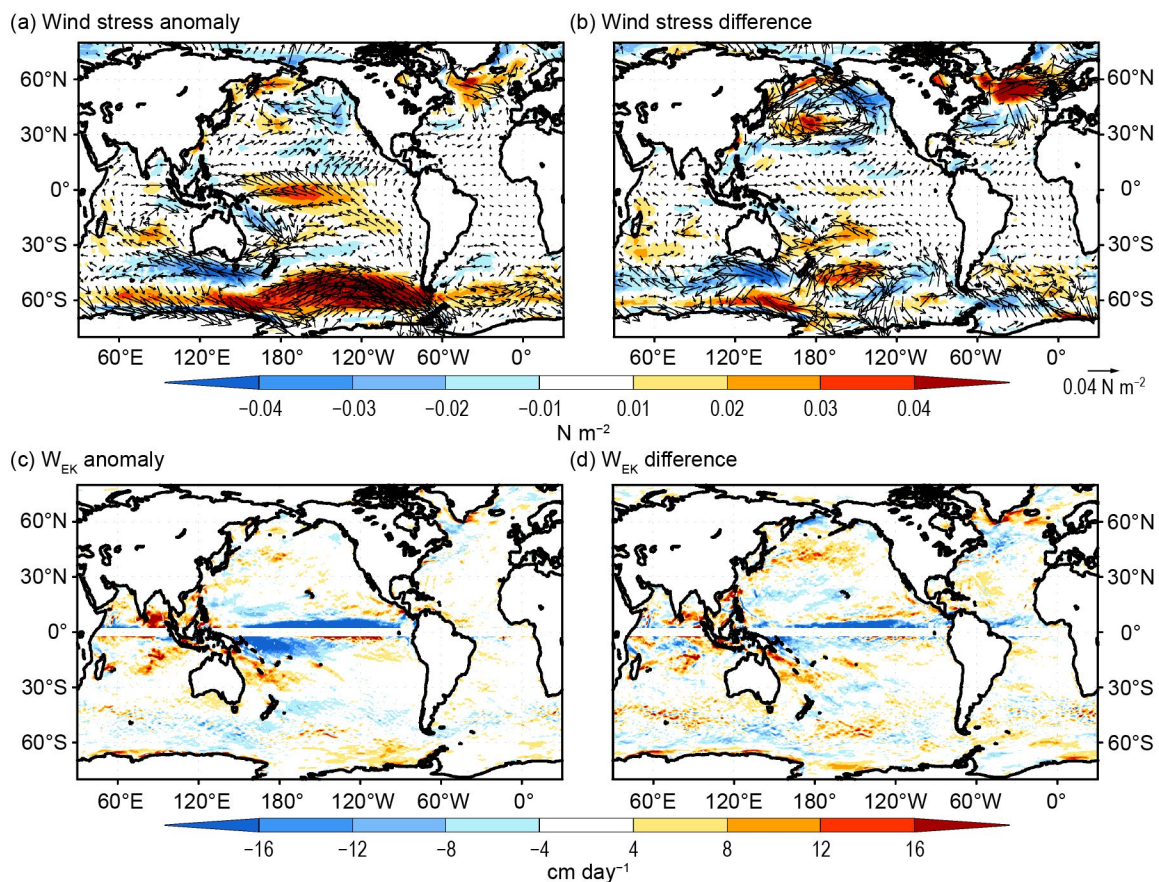 (a) Wind stress anomaly
(b) Wind stress difference
60°N
30°N
0°
30°S
60°S
60°N
30°N
0°
30°S
60°S
60°E 120°E 180° 120°W 60°W 0°
60°E 120°E 180° 120°W 60°W 0°
0.04 N m⁻²
−0.04 −0.03 −0.02 −0.01 0.01 0.02 0.03 0.04
N m⁻²
(c) W_EK anomaly
(d) W_EK difference
60°N
30°N
0°
30°S
60°S
60°N
30°N
0°
30°S
60°S
60°E 120°E 180° 120°W 60°W 0°
60°E 120°E 180° 120°W 60°W 0°
−16 −12 −8 −4 4 8 12 16
cm day⁻¹